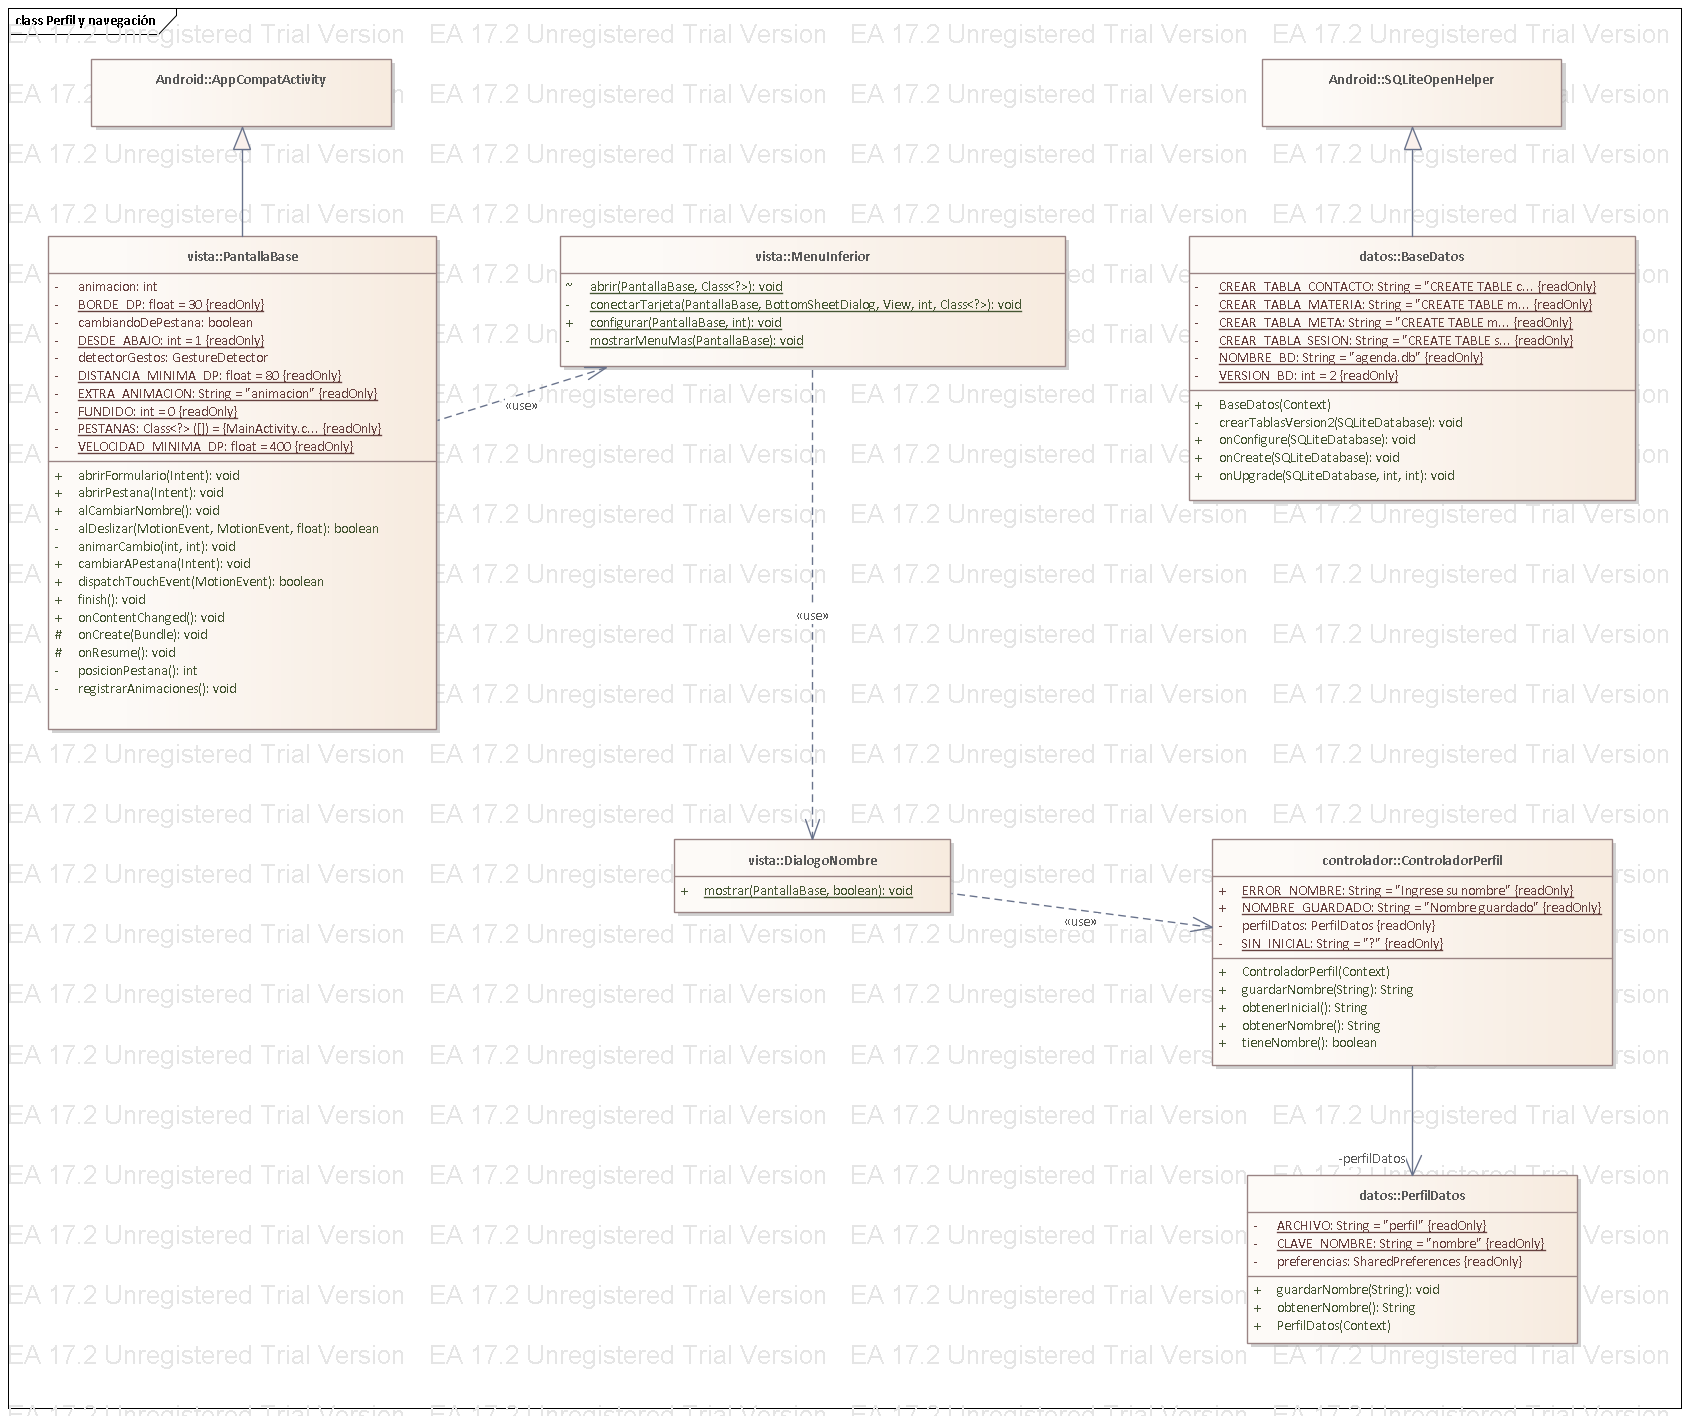 class Perfil y navegación
EA 17.2 Unregistered Trial Version
Android::AppCompatActivity
Android::SQLiteOpenHelper
vista::PantallaBase
- animacion: int
- BORDE_DP: float = 30 {readOnly}
- cambiandoDePestana: boolean
- DESDE_ABAJO: int = 1 {readOnly}
- detectorGestos: GestureDetector
- DISTANCIA_MINIMA_DP: float = 80 {readOnly}
- EXTRA_ANIMACION: String = "animacion" {readOnly}
- FUNDIDO: int = 0 {readOnly}
- PESTANAS: Class<?> ([]) = {MainActivity.c... {readOnly}
- VELOCIDAD_MINIMA_DP: float = 400 {readOnly}
+ abrirFormulario(Intent): void
+ abrirPestana(Intent): void
+ alCambiarNombre(): void
- alDeslizar(MotionEvent, MotionEvent, float): boolean
- animarCambio(int, int): void
+ cambiarAPestana(Intent): void
+ dispatchTouchEvent(MotionEvent): boolean
+ finish(): void
+ onContentChanged(): void
# onCreate(Bundle): void
# onResume(): void
- posicionPestana(): int
- registrarAnimaciones(): void
«use»
vista::MenuInferior
~ abrir(PantallaBase, Class<?>): void
- conectarTarjeta(PantallaBase, BottomSheetDialog, View, int, Class<?>): void
+ configurar(PantallaBase, int): void
- mostrarMenuMas(PantallaBase): void
«use»
datos::BaseDatos
- CREAR_TABLA_CONTACTO: String = "CREATE TABLE c... {readOnly}
- CREAR_TABLA_MATERIA: String = "CREATE TABLE m... {readOnly}
- CREAR_TABLA_META: String = "CREATE TABLE m... {readOnly}
- CREAR_TABLA_SESION: String = "CREATE TABLE s... {readOnly}
- NOMBRE_BD: String = "agenda.db" {readOnly}
- VERSION_BD: int = 2 {readOnly}
+ BaseDatos(Context)
- crearTablasVersion2(SQLiteDatabase): void
+ onConfigure(SQLiteDatabase): void
+ onCreate(SQLiteDatabase): void
+ onUpgrade(SQLiteDatabase, int, int): void
vista::DialogoNombre
+ mostrar(PantallaBase, boolean): void
«use»
controlador::ControladorPerfil
+ ERROR_NOMBRE: String = "Ingrese su nombre" {readOnly}
+ NOMBRE_GUARDADO: String = "Nombre guardado" {readOnly}
- perfilDatos: PerfilDatos {readOnly}
- SIN_INICIAL: String = "?" {readOnly}
+ ControladorPerfil(Context)
+ guardarNombre(String): String
+ obtenerInicial(): String
+ obtenerNombre(): String
+ tieneNombre(): boolean
-perfilDatos
datos::PerfilDatos
- ARCHIVO: String = "perfil" {readOnly}
- CLAVE_NOMBRE: String = "nombre" {readOnly}
- preferencias: SharedPreferences {readOnly}
+ guardarNombre(String): void
+ obtenerNombre(): String
+ PerfilDatos(Context)